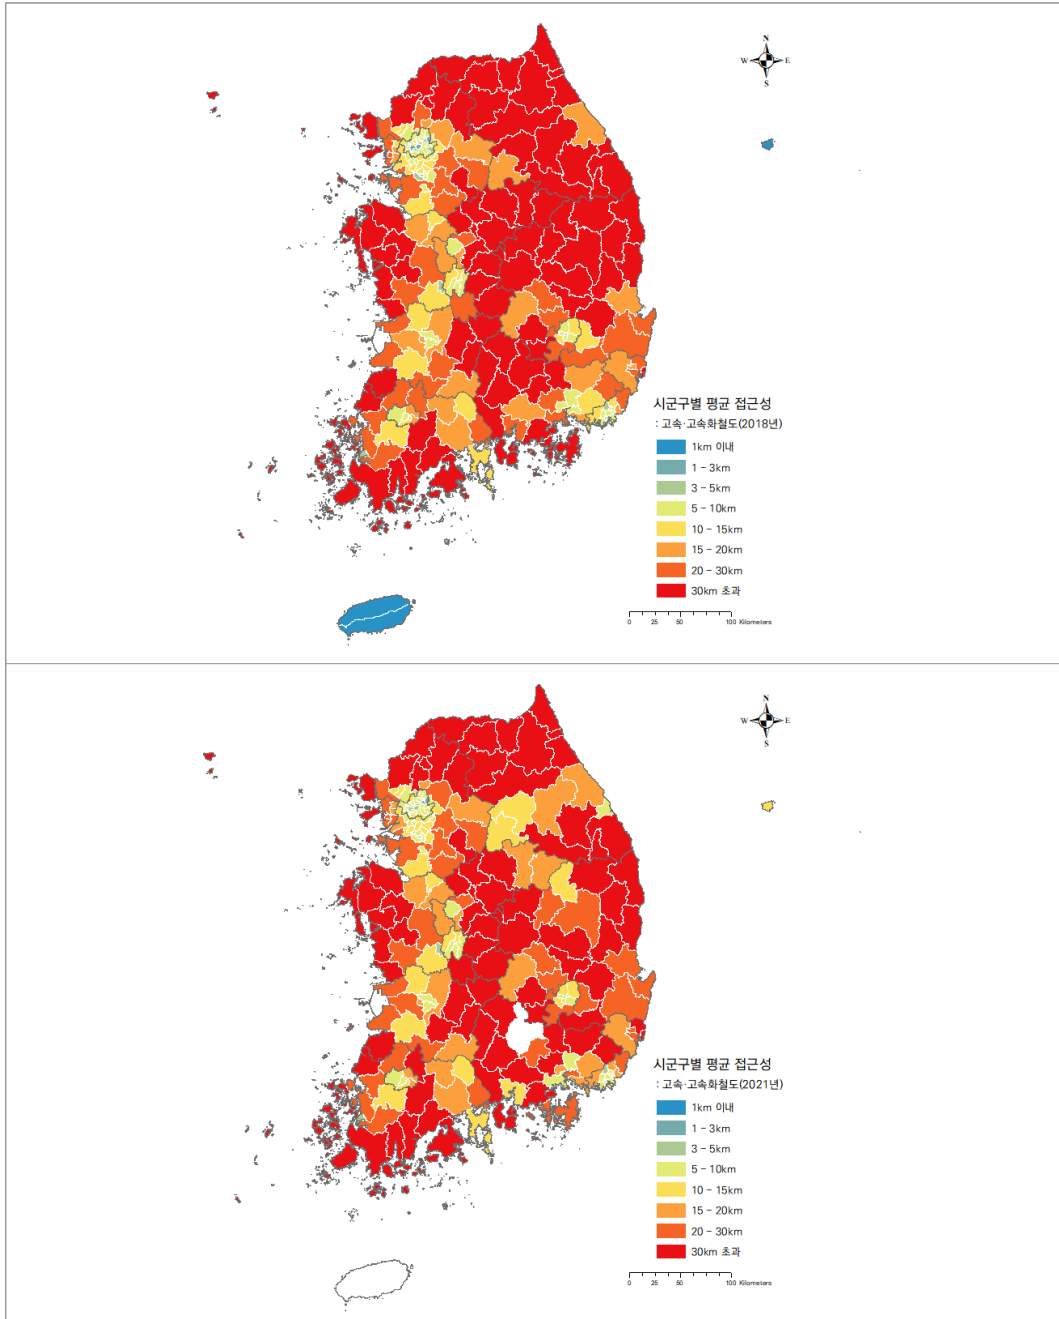 N
W E
S
시군구별 평균 접근성
: 고속·고속화철도(2018년)
1km 이내
1 - 3km
3 - 5km
5 - 10km
10 - 15km
15 - 20km
20 - 30km
30km 초과
0 25 50 100 Kilometers
N
W E
S
시군구별 평균 접근성
: 고속·고속화철도(2021년)
1km 이내
1 - 3km
3 - 5km
5 - 10km
10 - 15km
15 - 20km
20 - 30km
30km 초과
0 25 50 100 Kilometers